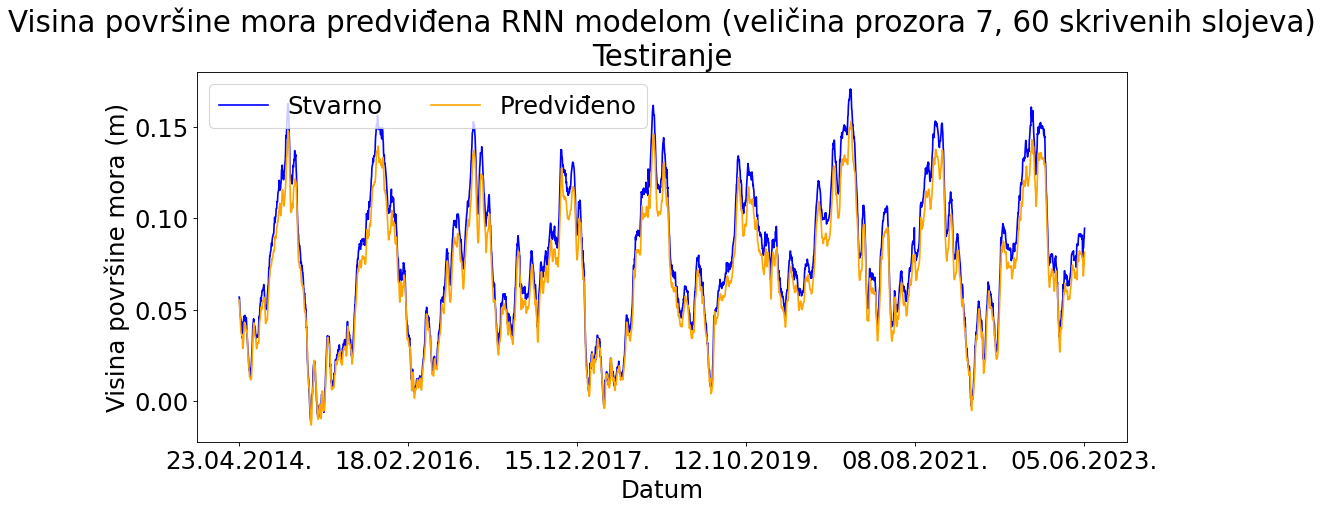 Visina površine mora predviđena RNN modelom (veličina prozora 7, 60 skrivenih slojeva)
Testiranje
Stvarno Predviđeno
Visina površine mora (m)
0.15
0.10
0.05
0.00
23.04.2014. 18.02.2016. 15.12.2017. 12.10.2019. 08.08.2021. 05.06.2023.
Datum